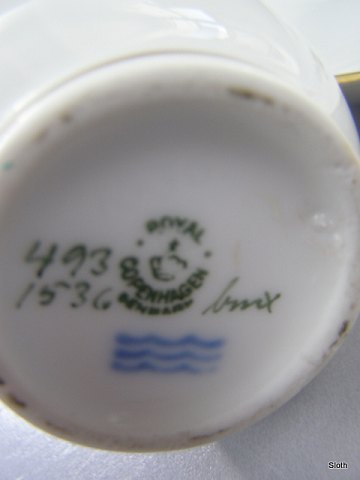 493
1536
ROYAL
COPENHAGEN
DENMARK
bmx
Sloth